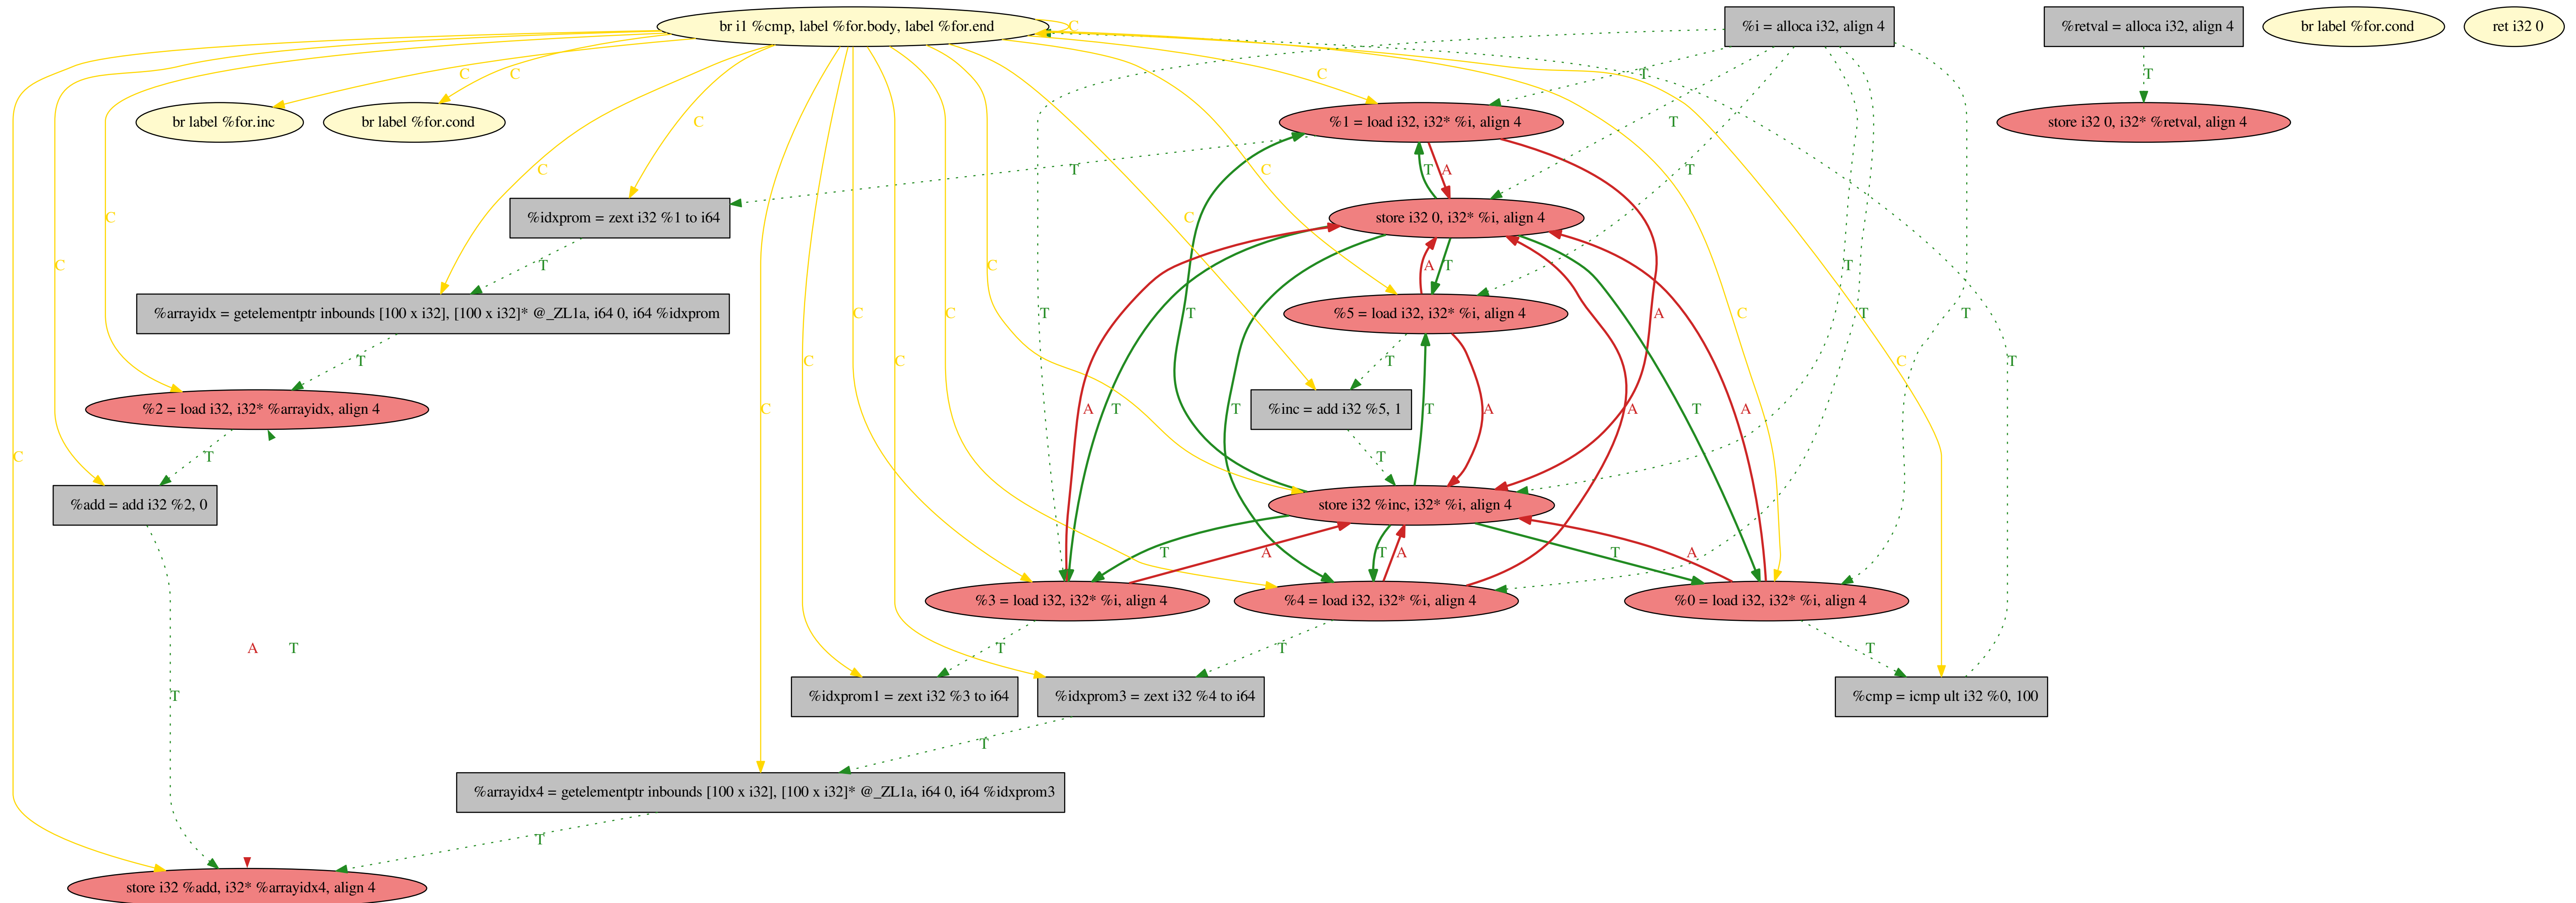 br i1 %cmp, label %for.body, label %for.end
C
%i = alloca i32, align 4
%retval = alloca i32, align 4
br label %for.cond
ret i32 0
C
C
C
T
T
br label %for.inc
br label %for.cond
C
%1 = load i32, i32* %i, align 4
T
store i32 0, i32* %retval, align 4
C
T
C
T
A
T
C
%idxprom = zext i32 %1 to i64
C
store i32 0, i32* %i, align 4
C
T
C
A
T
T
%arrayidx = getelementptr inbounds [100 x i32], [100 x i32]* @_ZL1a, i64 0, i64 %idxprom
C
C
T
T
%5 = load i32, i32* %i, align 4
A
C
T
T
T
C
C
T
C
T
%2 = load i32, i32* %arrayidx, align 4
C
A
T
T
%inc = add i32 %5, 1
T
A
A
T
A
C
T
T
%add = add i32 %2, 0
store i32 %inc, i32* %i, align 4
T
A
T
A
T
A
%3 = load i32, i32* %i, align 4
%4 = load i32, i32* %i, align 4
%0 = load i32, i32* %i, align 4
A
T
T
T
T
T
%idxprom1 = zext i32 %3 to i64
%idxprom3 = zext i32 %4 to i64
%cmp = icmp ult i32 %0, 100
T
%arrayidx4 = getelementptr inbounds [100 x i32], [100 x i32]* @_ZL1a, i64 0, i64 %idxprom3
T
store i32 %add, i32* %arrayidx4, align 4